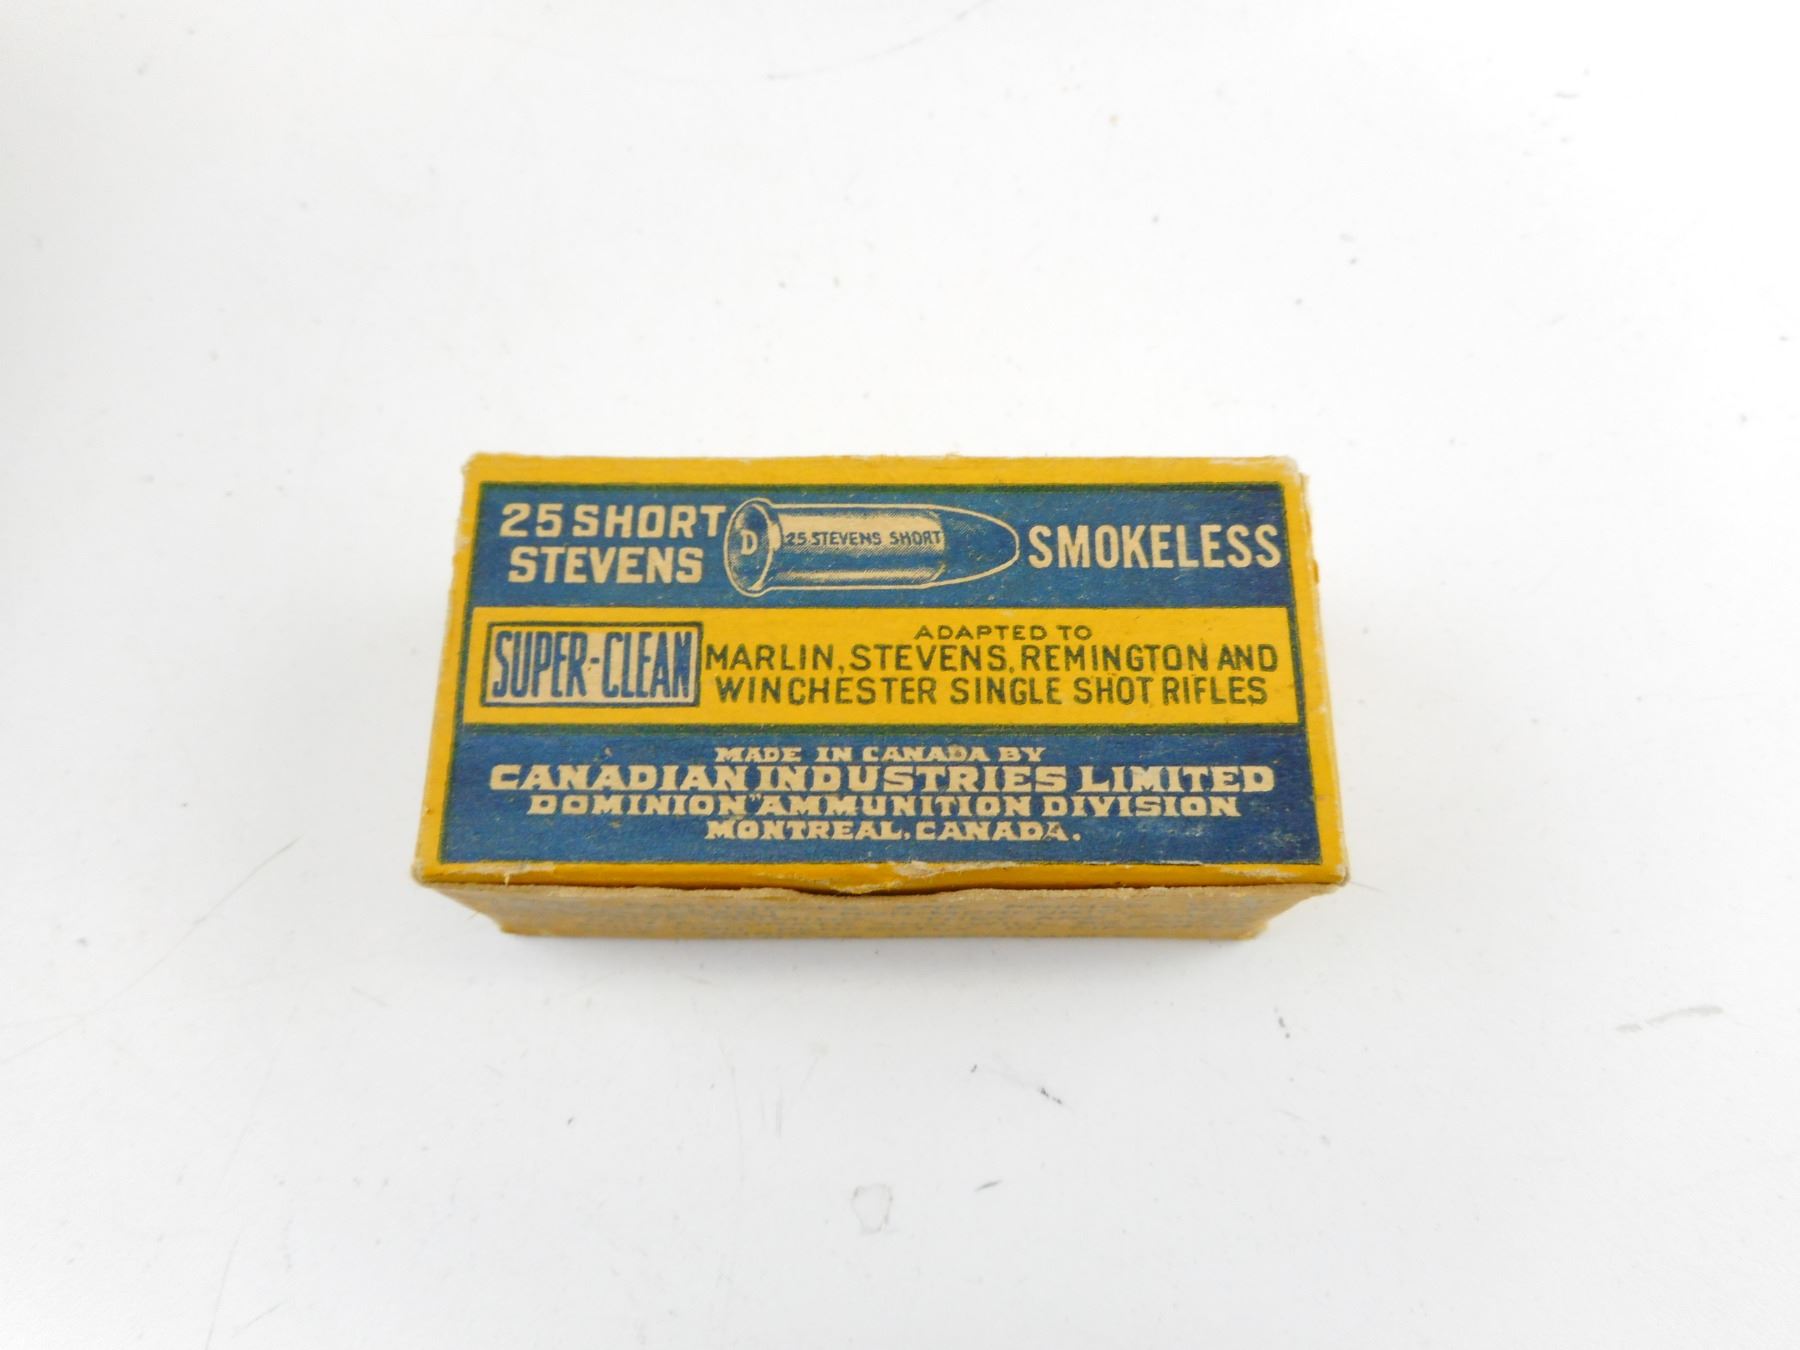 25 SHORT
STEVENS
D
25 STEVENS SHORT
SMOKELESS
SUPER-CLEAN
ADAPTED TO
MARLIN, STEVENS, REMINGTON AND
WINCHESTER SINGLE SHOT RIFLES
MADE IN CANADA BY
CANADIAN INDUSTRIES LIMITED
DOMINION" AMMUNITION DIVISION
MONTREAL, CANADA.